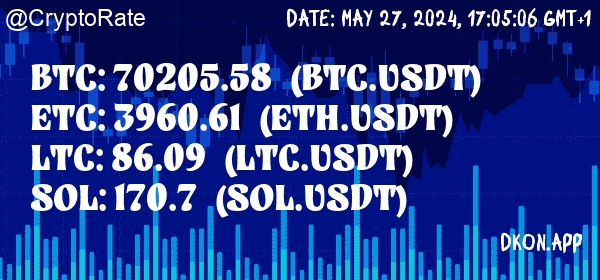 @CryptoRate
DATE: MAY 27, 2024, 17:05:06 GMT+1
BTC: 70205.58 (BTC.USDT)
ETC: 3960.61 (ETH.USDT)
LTC: 86.09 (LTC.USDT)
SOL: 170.7 (SOL.USDT)
DKON.APP